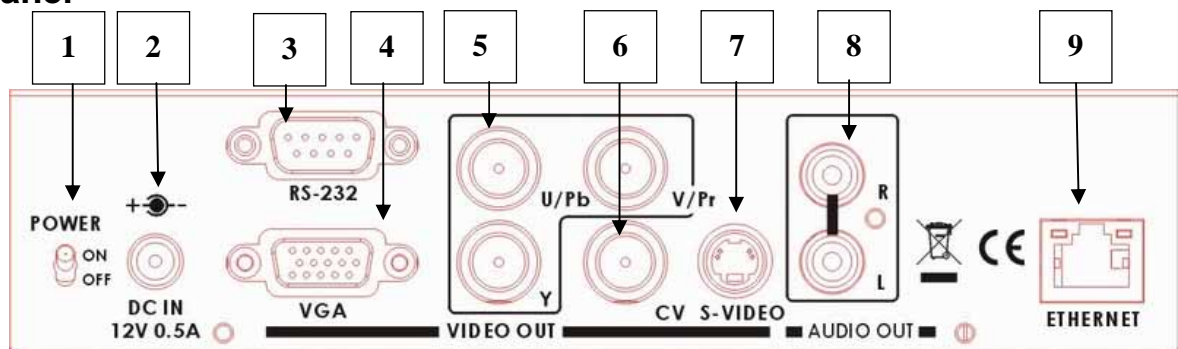 1 2 3 4 5 6 7 8 9
RS-232
U/Pb V/Pr
R
POWER
ON
OFF
DC IN
12V 0.5A
VGA
Y
CV S-VIDEO
L
CE
ETHERNET
VIDEO OUT
AUDIO OUT